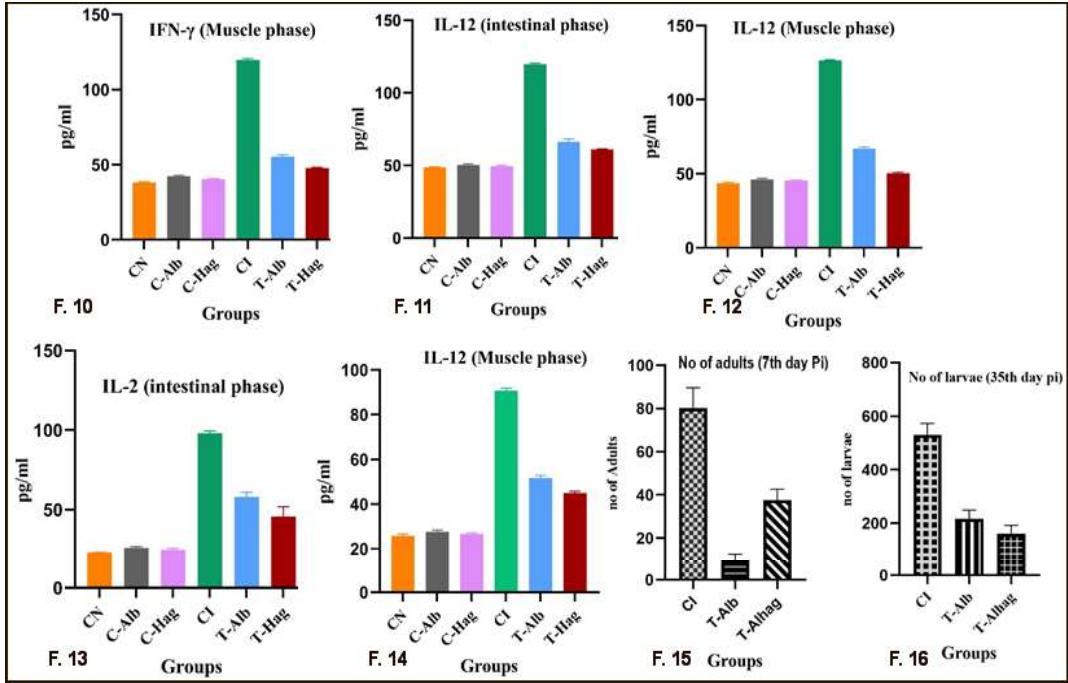 IFN-γ (Muscle phase)
150
100
50
0
pg/ml
CN
C-Alb
C-Hag
CI
T-Alb
T-Hag
Groups
F. 10
IL-12 (intestinal phase)
150
100
50
0
pg/ml
CN
C-Alb
C-Hag
CI
T-Alb
T-Hag
Groups
F. 11
IL-12 (Muscle phase)
150
100
50
0
pg/ml
CN
C-Alb
C-Hag
CI
T-Alb
T-Hag
Groups
F. 12
IL-2 (intestinal phase)
150
100
50
0
pg/ml
CN
C-Alb
C-Hag
CI
T-Alb
T-Hag
Groups
F. 13
IL-12 (Muscle phase)
100
80
60
40
20
0
pg/ml
CN
C-Alb
C-Hag
CI
T-Alb
T-Hag
Groups
F. 14
No of adults (7th day Pi)
100
80
60
40
20
0
no of Adults
CI
T-Alb
T-Alhag
Groups
F. 15
No of larvae (35th day pi)
800
600
400
200
0
no of larvae
CI
T-Alb
T-Alhag
Groups
F. 16